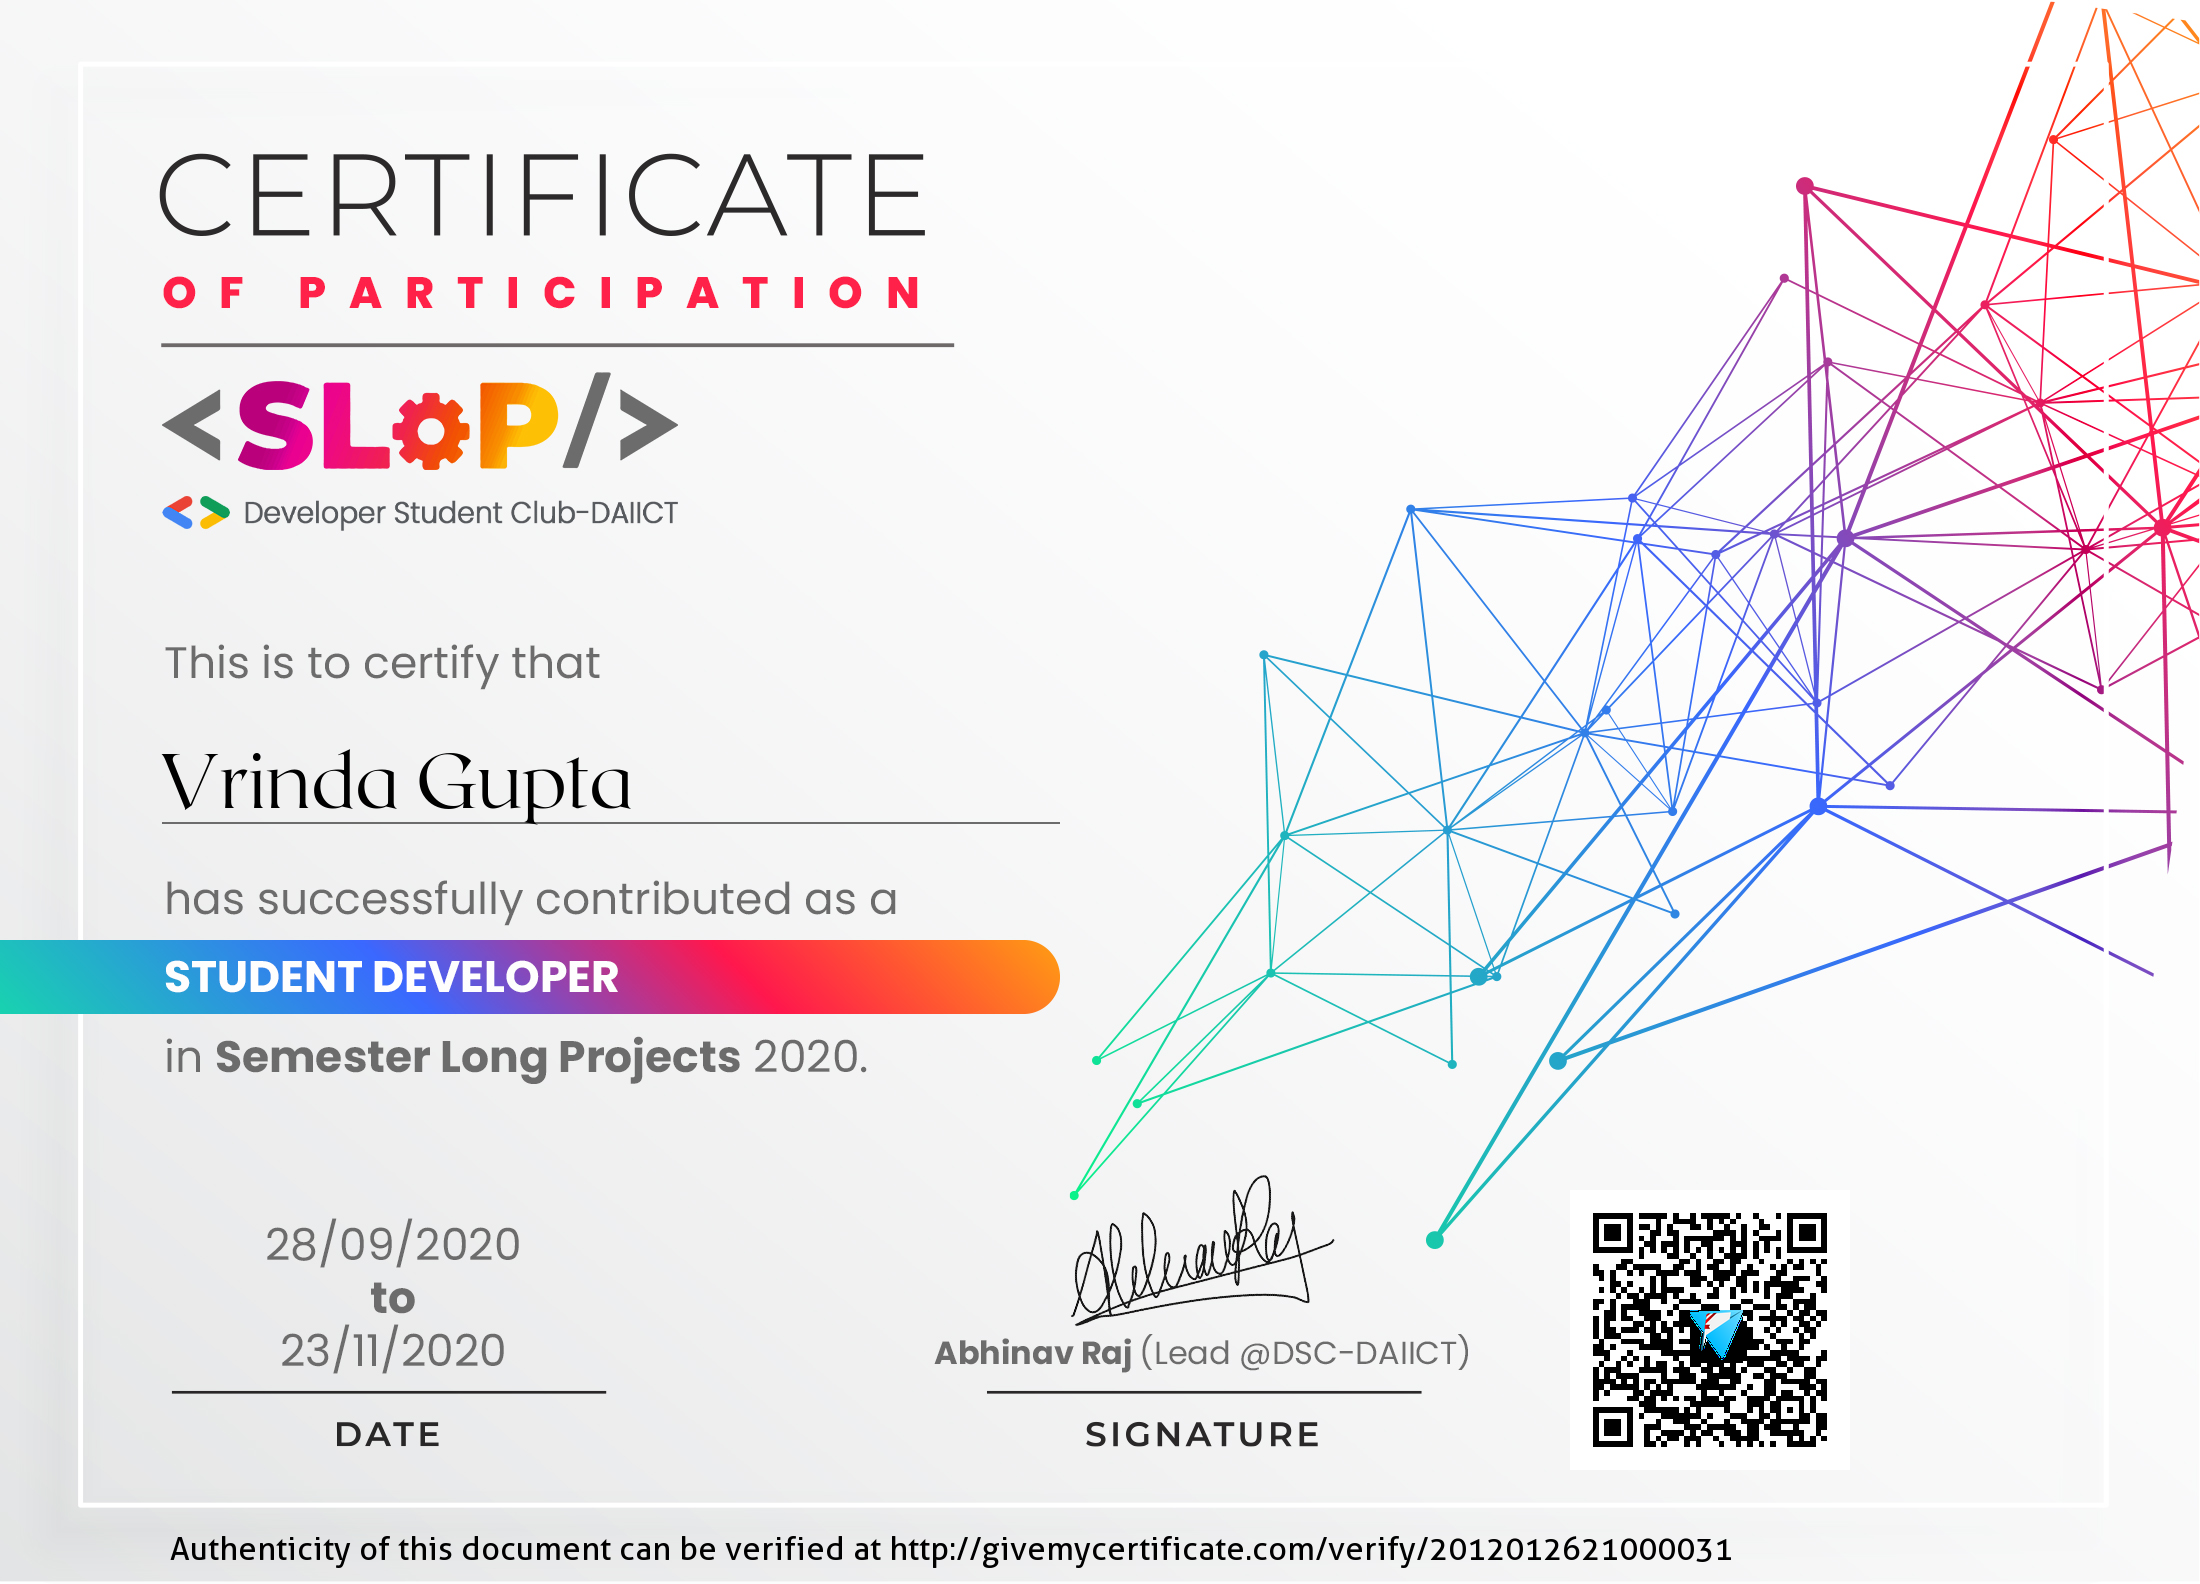 CERTIFICATE
OF PARTICIPATION
<SLOP/>
Developer Student Club-DAIICT
This is to certify that
Vrinda Gupta
has successfully contributed as a
STUDENT DEVELOPER
in Semester Long Projects 2020.
28/09/2020
to
23/11/2020
DATE
Abhinav Raj
Abhinav Raj (Lead @DSC-DAIICT)
SIGNATURE
Authenticity of this document can be verified at http://givemycertificate.com/verify/2012012621000031